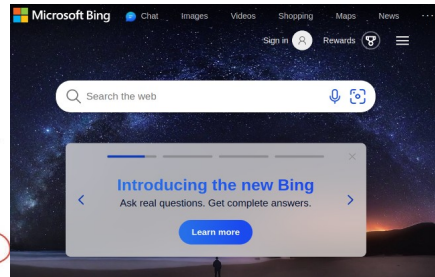 Microsoft Bing Chat Images Videos Shopping Maps News ...
Sign in Rewards
Search the web
Introducing the new Bing
Ask real questions. Get complete answers.
Learn more